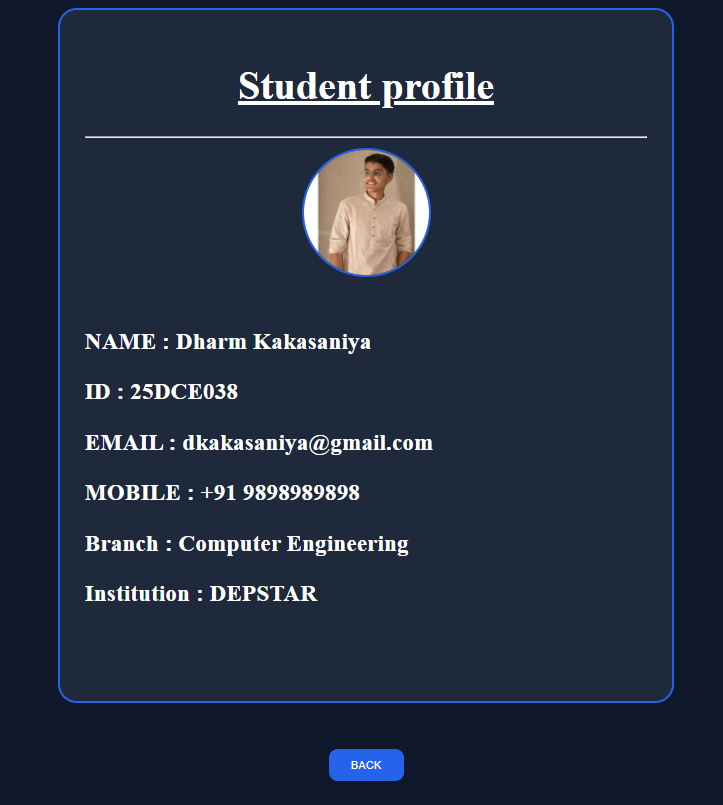 Student profile
NAME : Dharm Kakasaniya
ID : 25DCE038
EMAIL : dkakasaniya@gmail.com
MOBILE : +91 9898989898
Branch : Computer Engineering
Institution : DEPSTAR
BACK